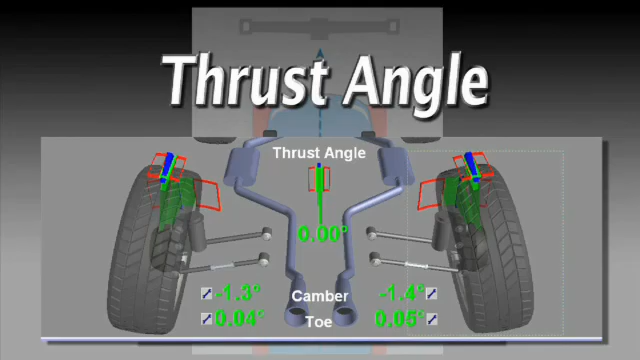 Thrust Angle
Thrust Angle
0.00°
-1.3° Camber -1.4°
0.04° Toe 0.05°